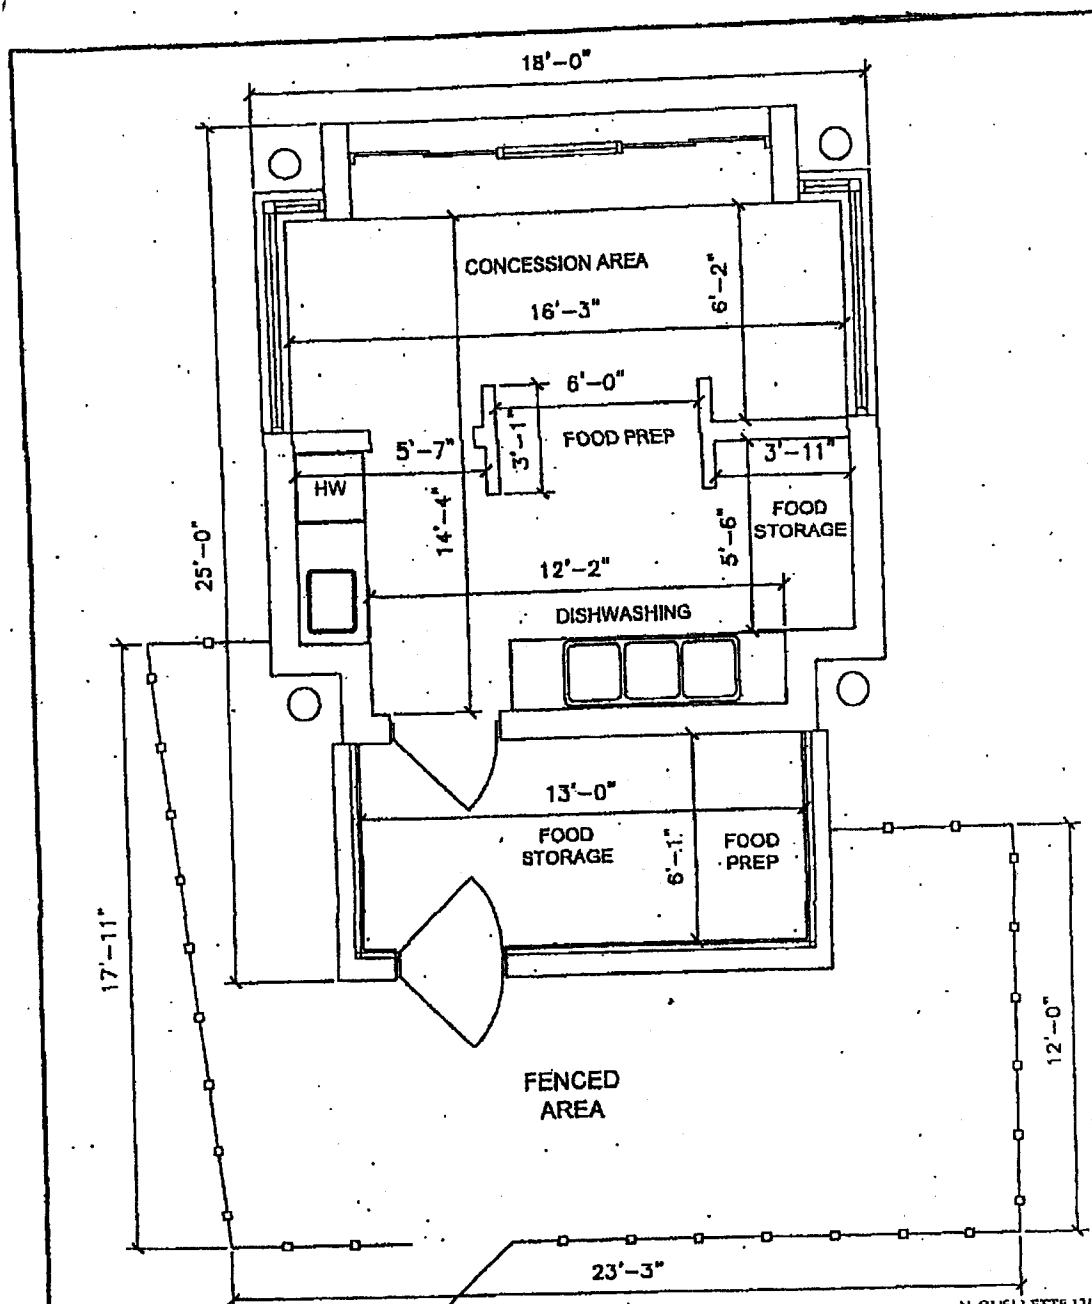 18'-0"
CONCESSION AREA
6'-2"
16'-3"
6'-0"
FOOD PREP
3'-1"
5'-7"
3'-11"
HW
14'-4"
FOOD
STORAGE
5'-6"
25'-0"
12'-2"
DISHWASHING
13'-0"
FOOD
STORAGE
6'-1"
FOOD
PREP
17'-11"
12'-0"
FENCED
AREA
23'-3"